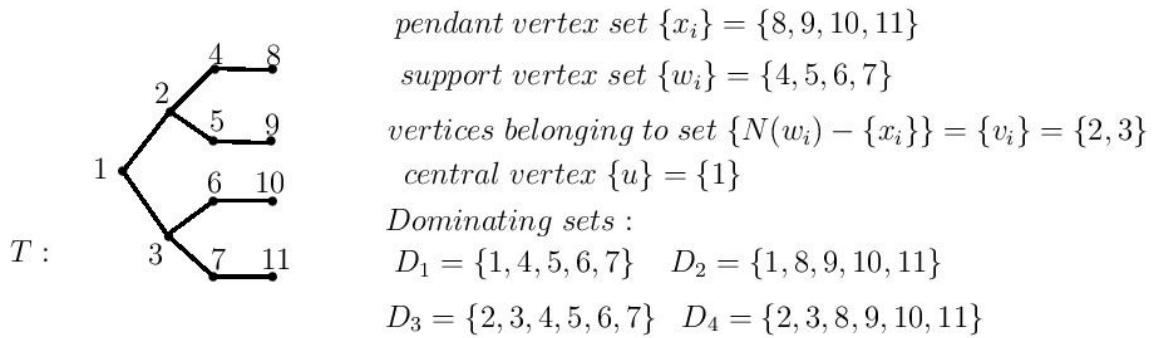 pendant vertex set {x_i} = {8, 9, 10, 11}
4 8
support vertex set {w_i} = {4, 5, 6, 7}
2
5 9
vertices belonging to set {N(w_i) − {x_i}} = {v_i} = {2, 3}
1
6 10
central vertex {u} = {1}
Dominating sets :
T :
3 7 11
D_1 = {1, 4, 5, 6, 7} D_2 = {1, 8, 9, 10, 11}
D_3 = {2, 3, 4, 5, 6, 7} D_4 = {2, 3, 8, 9, 10, 11}